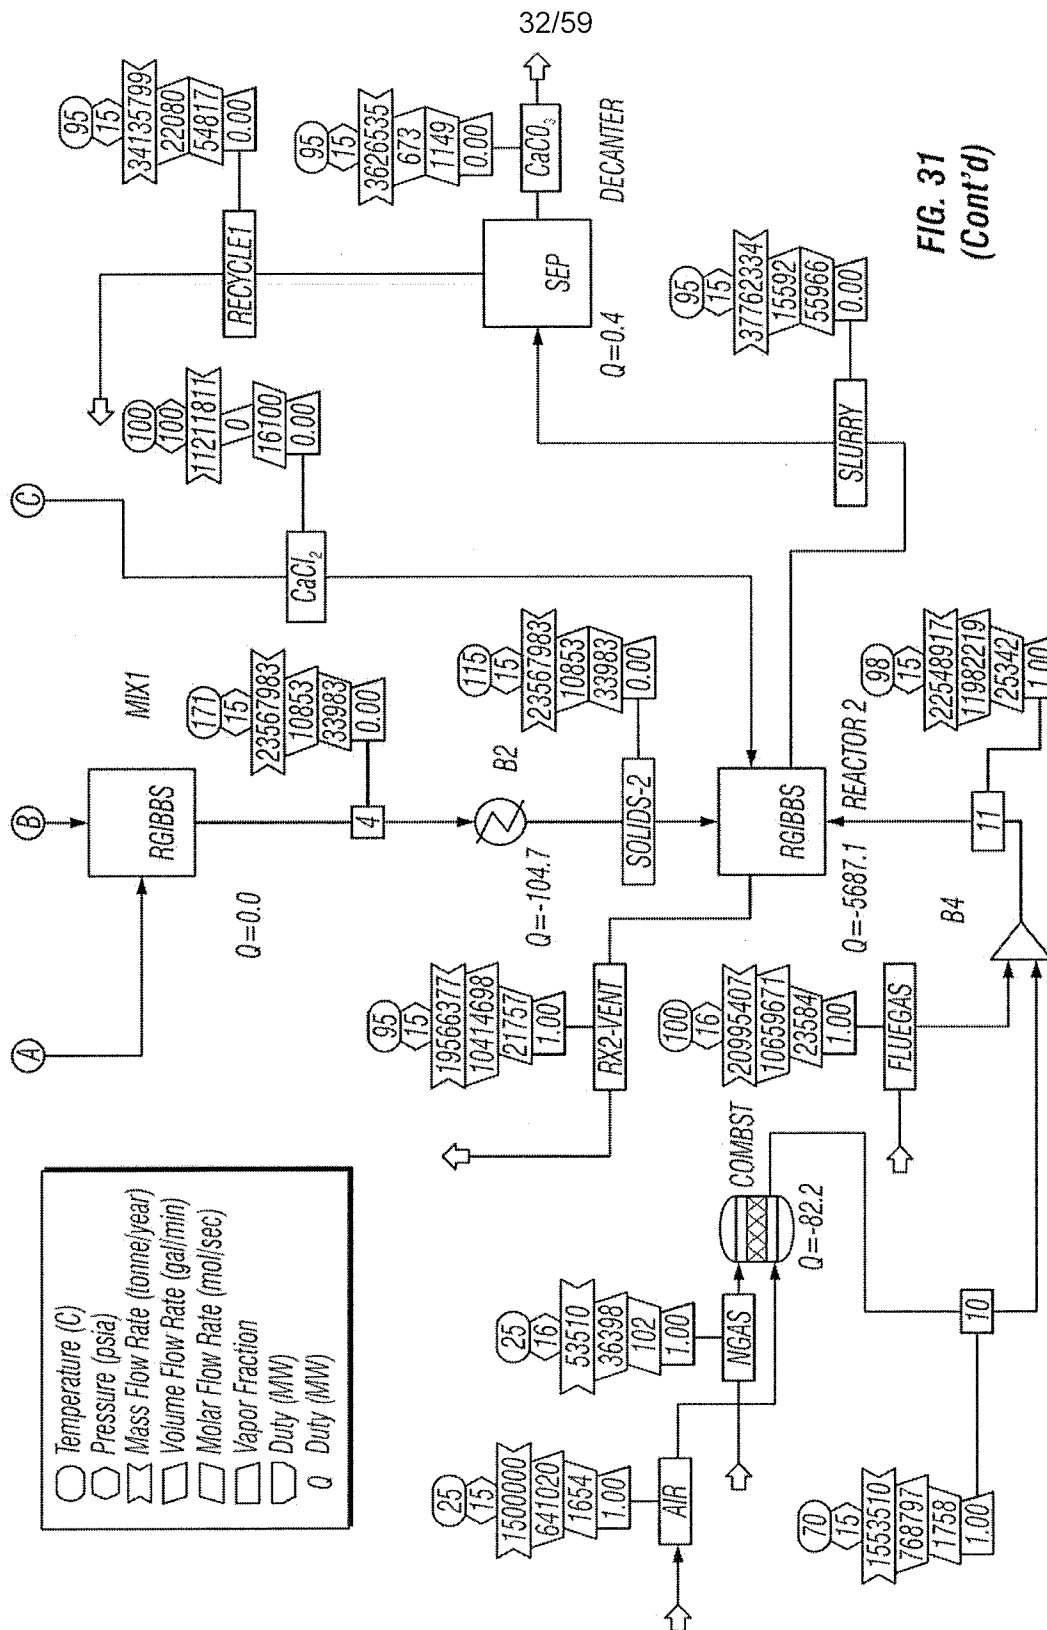 32/59
Temperature (C)
Pressure (psia)
Mass Flow Rate (tonne/year)
Volume Flow Rate (gal/min)
Molar Flow Rate (mol/sec)
Vapor Fraction
Duty (MW)
Q Duty (MW)
A
B
C
MIX1
RGIBBS
Q=0.0
171
15
23567983
10853
33983
0.00
4
B2
Q=-104.7
115
15
23567983
10853
33983
0.00
SOLIDS-2
100
100
11211811
0
16100
0.00
CaCl₂
95
15
34135799
22080
54817
0.00
RECYCLE1
95
15
3626535
673
1149
0.00
CaCO₃
DECANTER
SEP
Q=0.4
95
15
37762334
15592
55966
0.00
SLURRY
95
15
19566377
10414698
21757
1.00
RX2-VENT
RGIBBS
REACTOR 2
Q=-5687.1
98
15
22548917
11982219
25342
1.00
11
B4
100
16
20995407
10659671
23584
1.00
FLUEGAS
25
15
1500000
641020
1654
1.00
AIR
25
16
53510
36398
102
1.00
NGAS
COMBST
Q=-82.2
70
15
1553510
768797
1758
1.00
10
FIG. 31
(Cont'd)